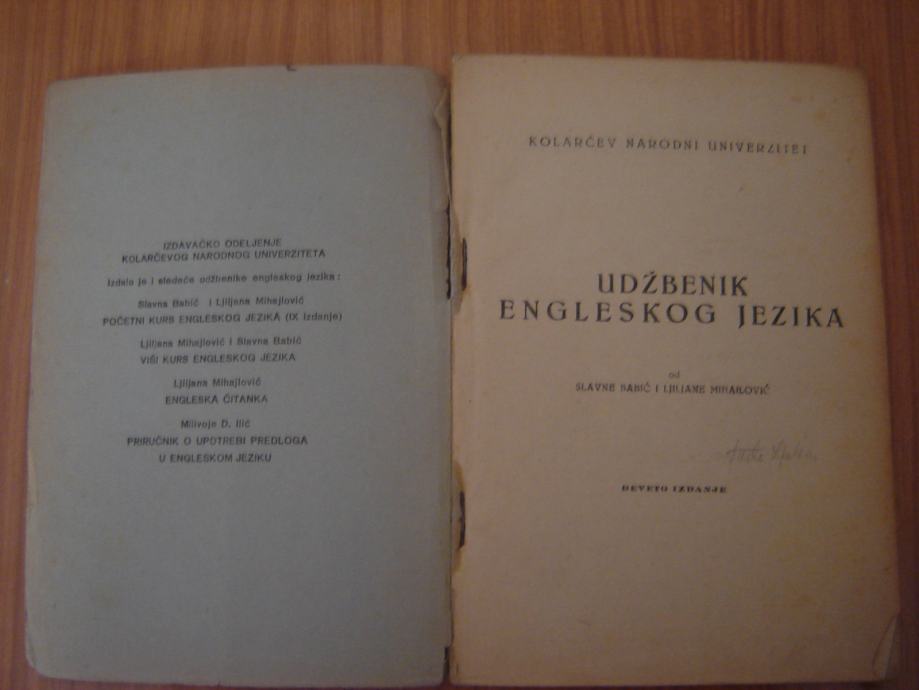 IZDAVAČKO ODELJENJE
KOLARČEVOG NARODNOG UNIVERZITETA
Izdalo je i sledeće udžbenike engleskog jezika:
Slavna Babić i Ljiljana Mihajlović
POČETNI KURS ENGLESKOG JEZIKA (IX izdanje)
Ljiljana Mihajlović i Slavna Babić
VIŠI KURS ENGLESKOG JEZIKA
Ljiljana Mihajlović
ENGLESKA ČITANKA
Milivoje D. Ilić
PRIRUČNIK O UPOTREBI PREDLOGA
U ENGLESKOM JEZIKU
KOLARČEV NARODNI UNIVERZITET
UDŽBENIK
ENGLESKOG JEZIKA
od
SLAVNE BABIĆ I LJILJANE MIHAILOVIĆ
DEVETO IZDANJE